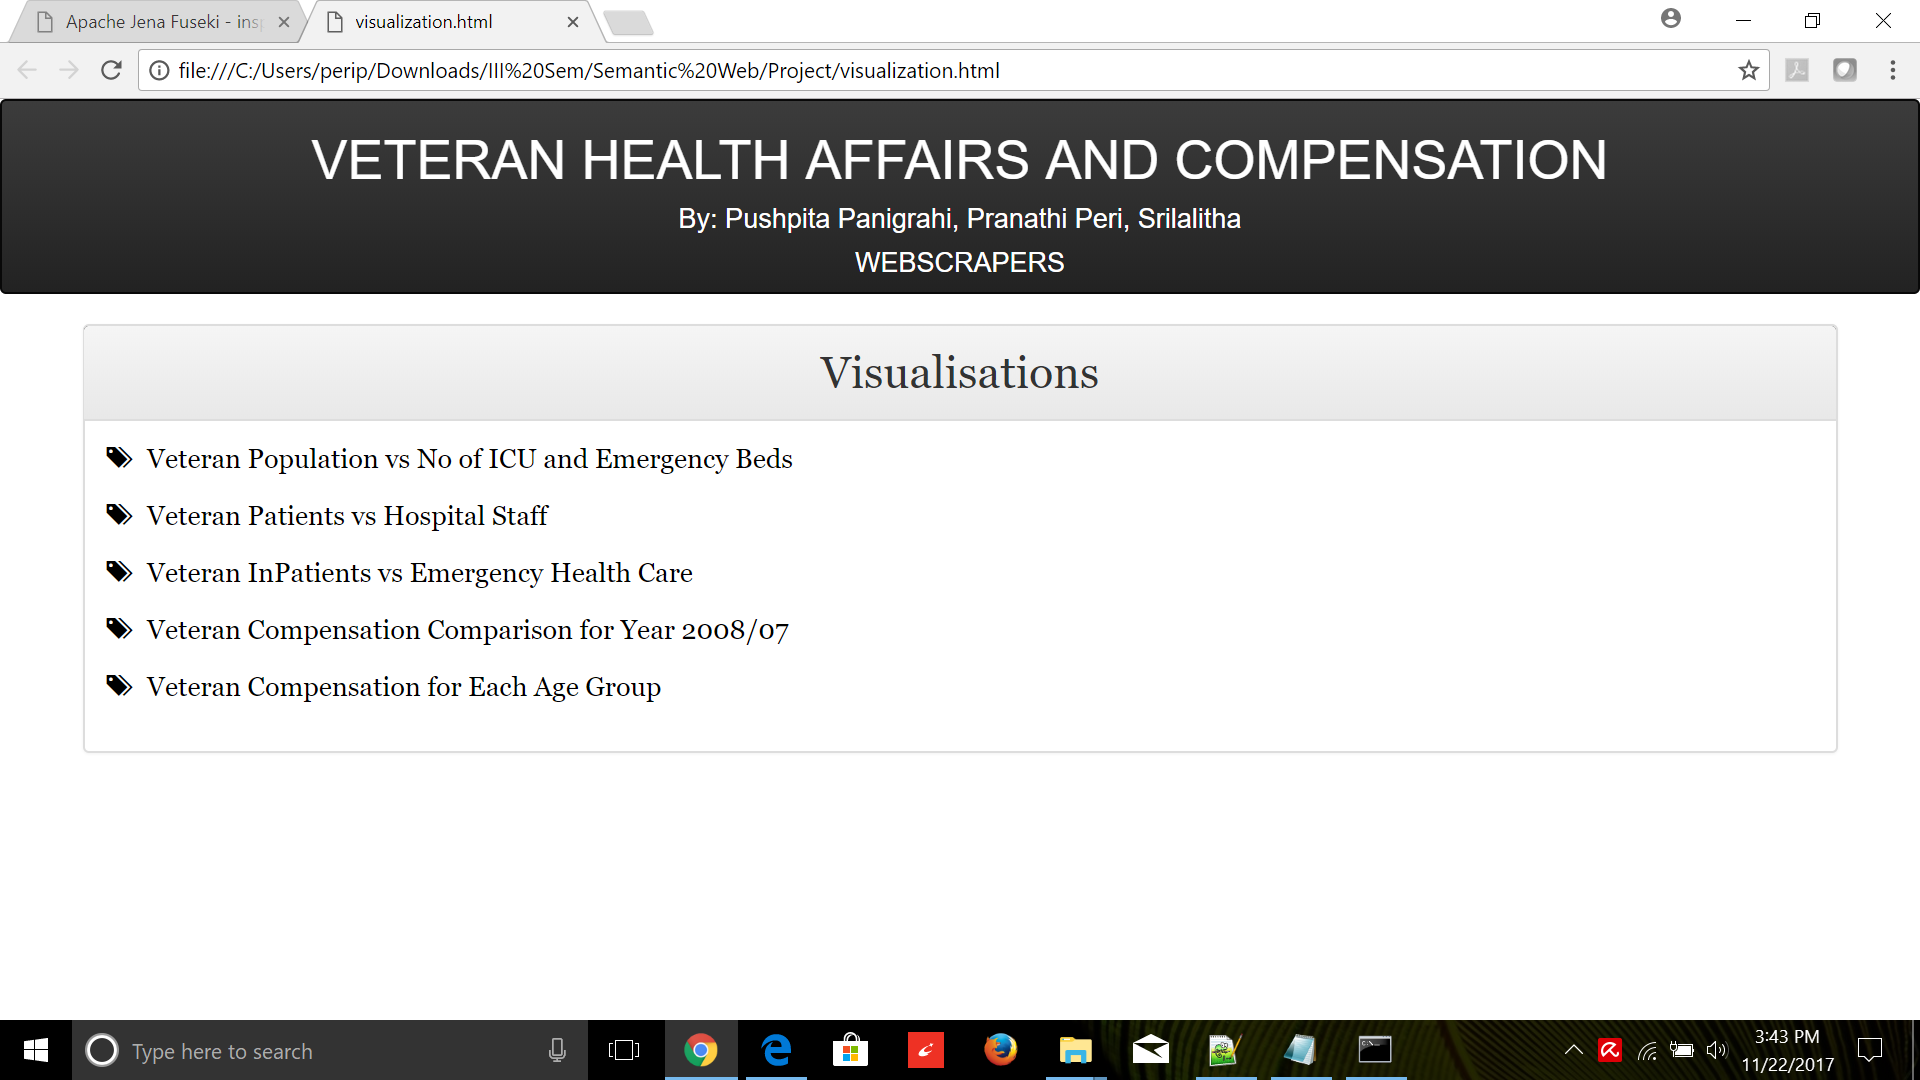 Apache Jena Fuseki - insp
visualization.html
file:///C:/Users/perip/Downloads/III%20Sem/Semantic%20Web/Project/visualization.html
VETERAN HEALTH AFFAIRS AND COMPENSATION
By: Pushpita Panigrahi, Pranathi Peri, Srilalitha
WEBSCRAPERS
Visualisations
Veteran Population vs No of ICU and Emergency Beds
Veteran Patients vs Hospital Staff
Veteran InPatients vs Emergency Health Care
Veteran Compensation Comparison for Year 2008/07
Veteran Compensation for Each Age Group
Type here to search
3:43 PM
11/22/2017